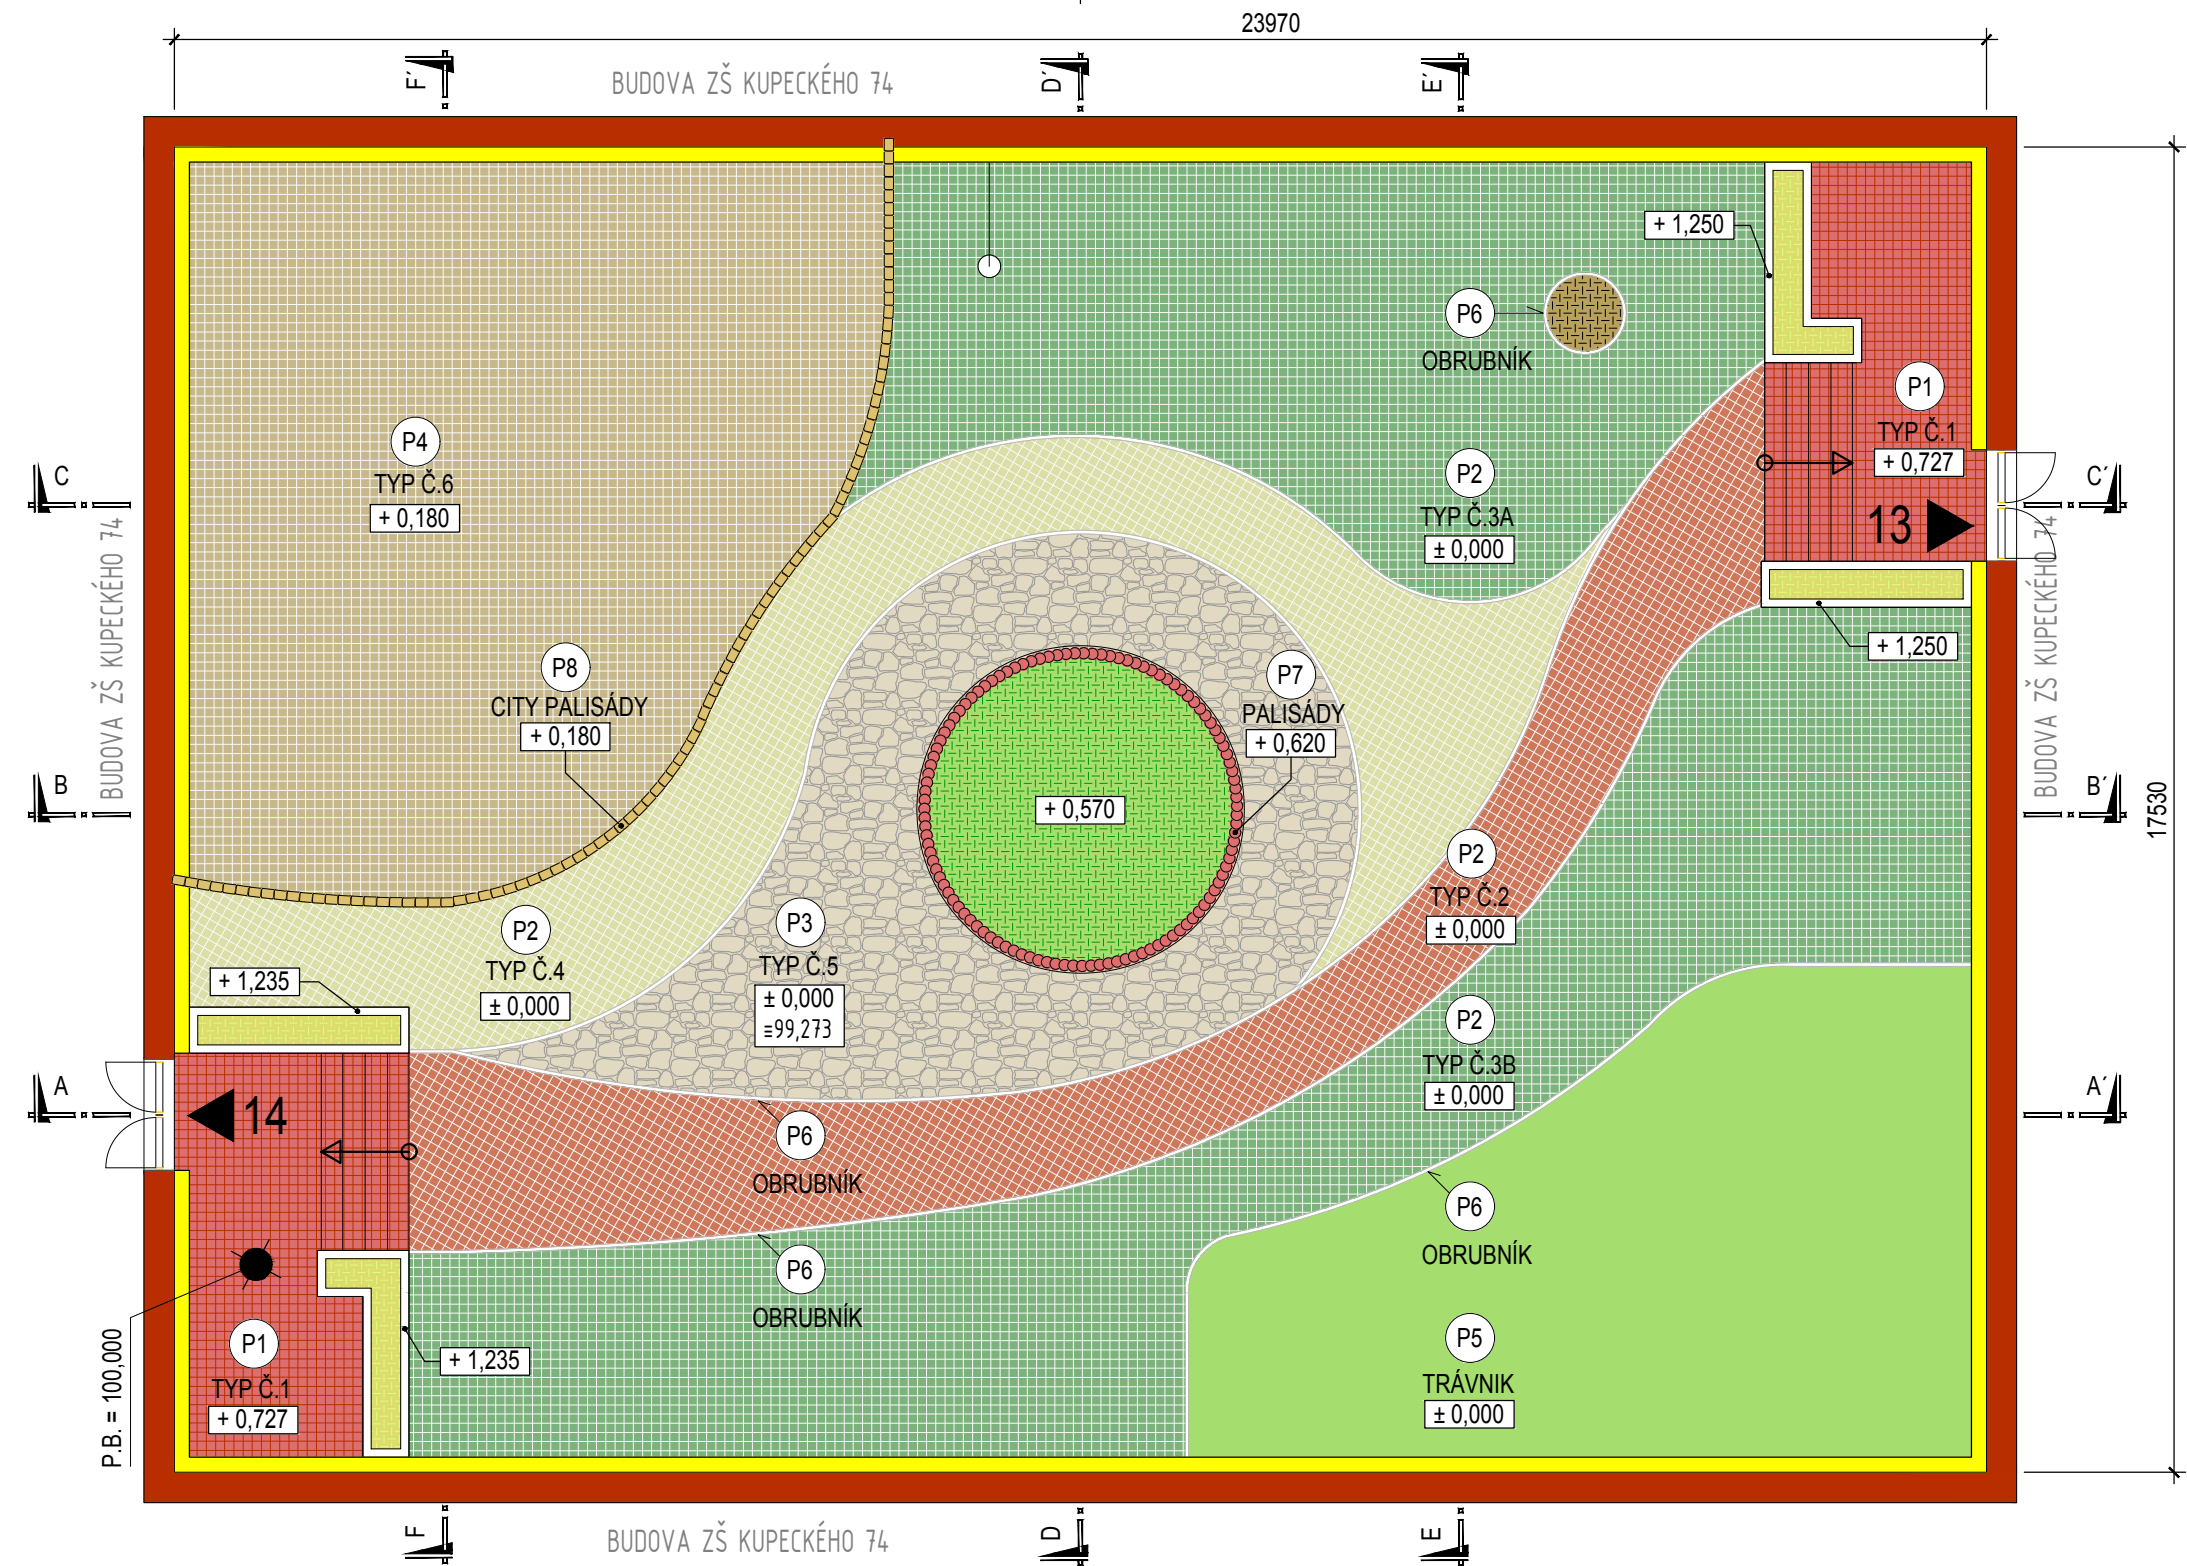 23970
F´
BUDOVA ZŠ KUPECKÉHO 74
D´
E´
+ 1,250
P6
OBRUBNÍK
P1
TYP Č.1
+ 0,727
13
P4
TYP Č.6
+ 0,180
P2
TYP Č.3A
± 0,000
C
C´
BUDOVA ZŠ KUPECKÉHO 74
BUDOVA ZŠ KUPECKÉHO 74
+ 1,250
P8
CITY PALISÁDY
+ 0,180
P7
PALISÁDY
+ 0,620
+ 0,570
B
B´
17530
P2
TYP Č.2
± 0,000
P2
TYP Č.4
± 0,000
P3
TYP Č.5
± 0,000
≡99,273
+ 1,235
P2
TYP Č.3B
± 0,000
A
A´
14
P6
OBRUBNÍK
P6
OBRUBNÍK
P6
OBRUBNÍK
P.B. = 100,000
P1
TYP Č.1
+ 0,727
+ 1,235
P5
TRÁVNIK
± 0,000
F
BUDOVA ZŠ KUPECKÉHO 74
D
E